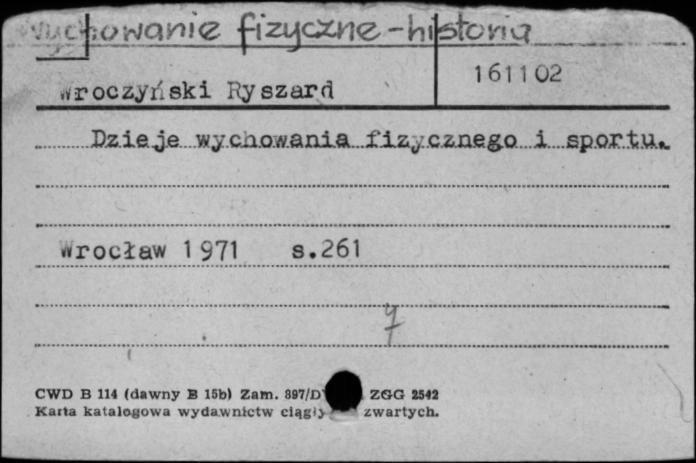 wychowanie fizyczne - historia
161102
Wroczyński Ryszard
Dzieje wychowania fizycznego i sportu.
Wrocław 1971 s.261
7
CWD B 114 (dawny B 15b) Zam. 897/D ZGG 2542
Karta katalogowa wydawnictw zwartych.